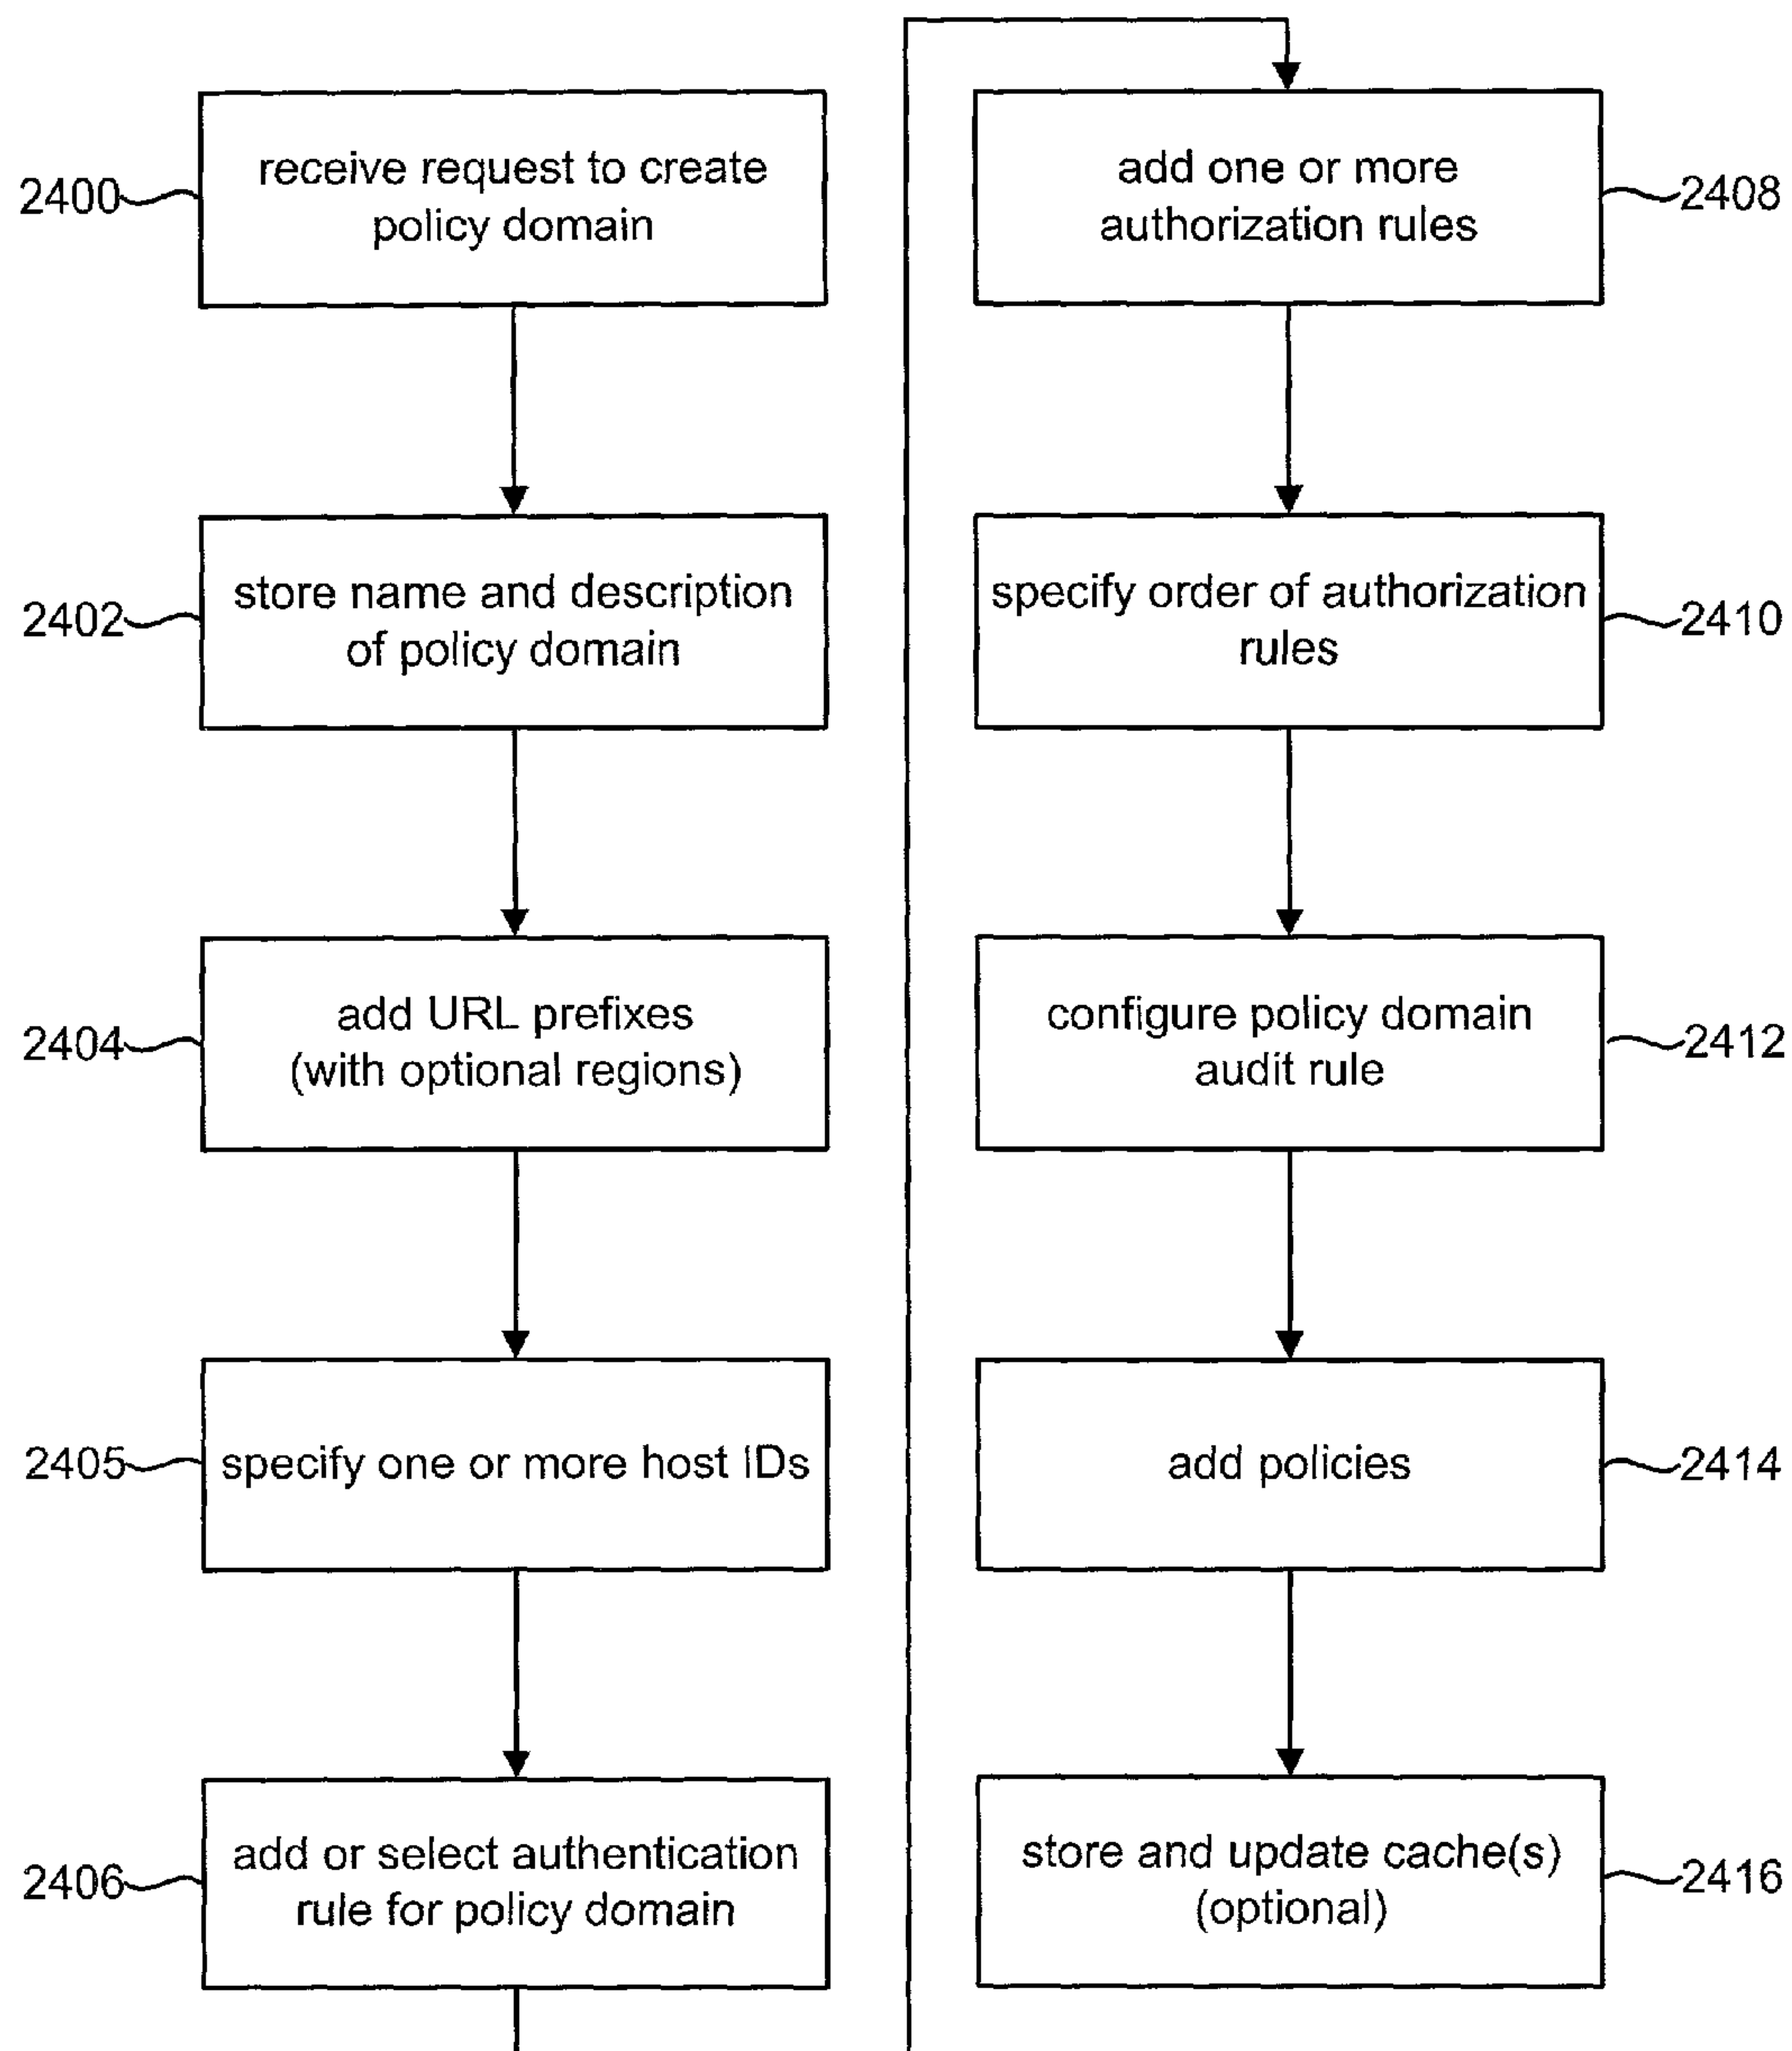 2400
receive request to create
policy domain
2402
store name and description
of policy domain
2404
add URL prefixes
(with optional regions)
2405
specify one or more host IDs
2406
add or select authentication
rule for policy domain
add one or more
authorization rules
2408
specify order of authorization
rules
2410
configure policy domain
audit rule
2412
add policies
2414
store and update cache(s)
(optional)
2416